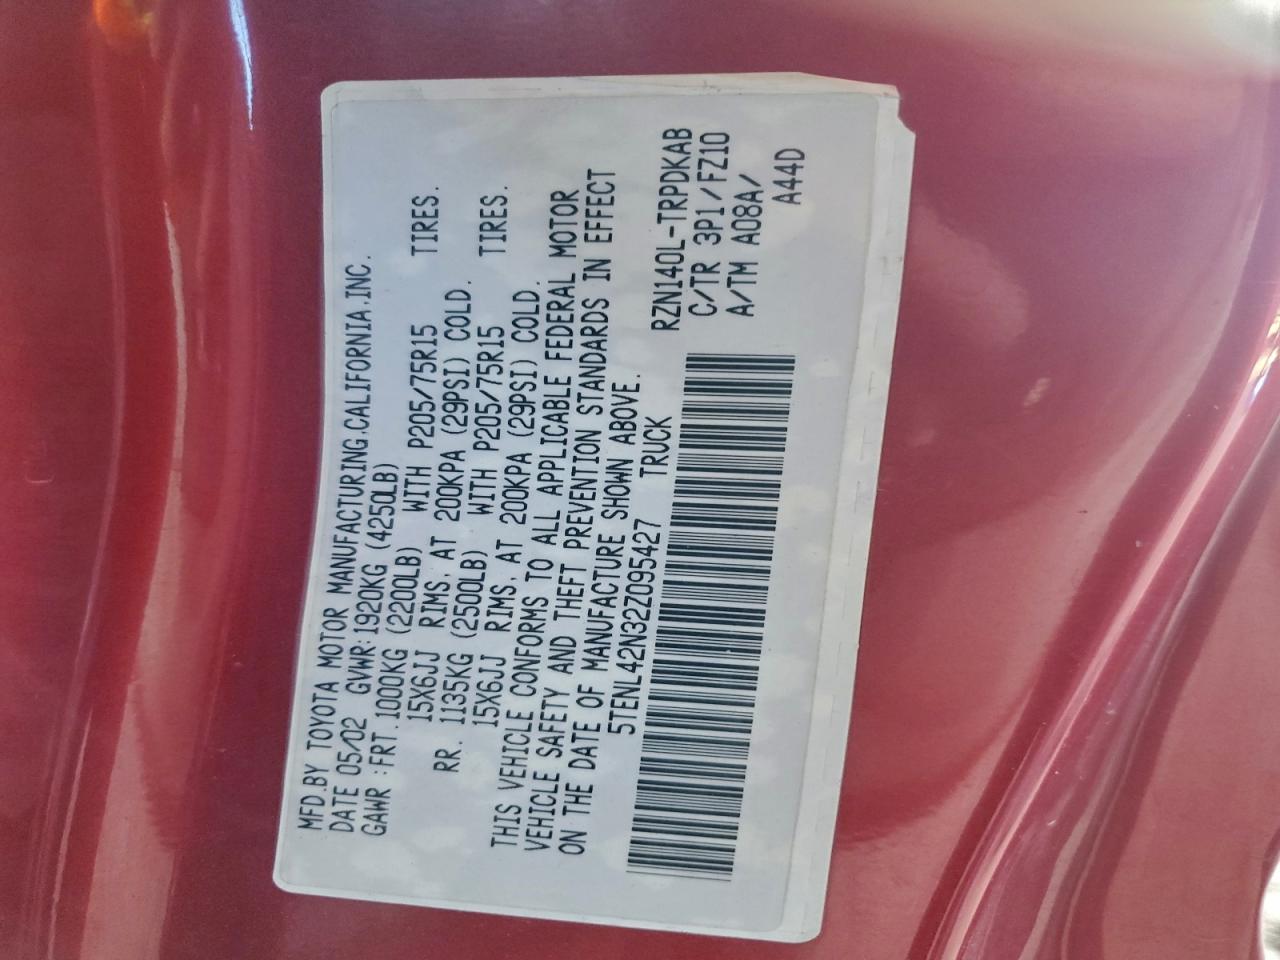 MFD.BY TOYOTA MOTOR MANUFACTURING.CALIFORNIA.INC.
DATE 05/02 GVWR:1920KG (4250LB)
GAWR :FRT.1000KG (2200LB) WITH P205/75R15 TIRES.
15X6JJ RIMS, AT 200KPA (29PSI) COLD.
RR. 1135KG (2500LB) WITH P205/75R15 TIRES.
15X6JJ RIMS, AT 200KPA (29PSI) COLD.
THIS VEHICLE CONFORMS TO ALL APPLICABLE FEDERAL MOTOR
VEHICLE SAFETY AND THEFT PREVENTION STANDARDS IN EFFECT
ON THE DATE OF MANUFACTURE SHOWN ABOVE.
5TENL42N32Z095427 TRUCK
RZN140L-TRPDKAB
C/TR 3P1/FZ10
A/TM A08A/
A44D